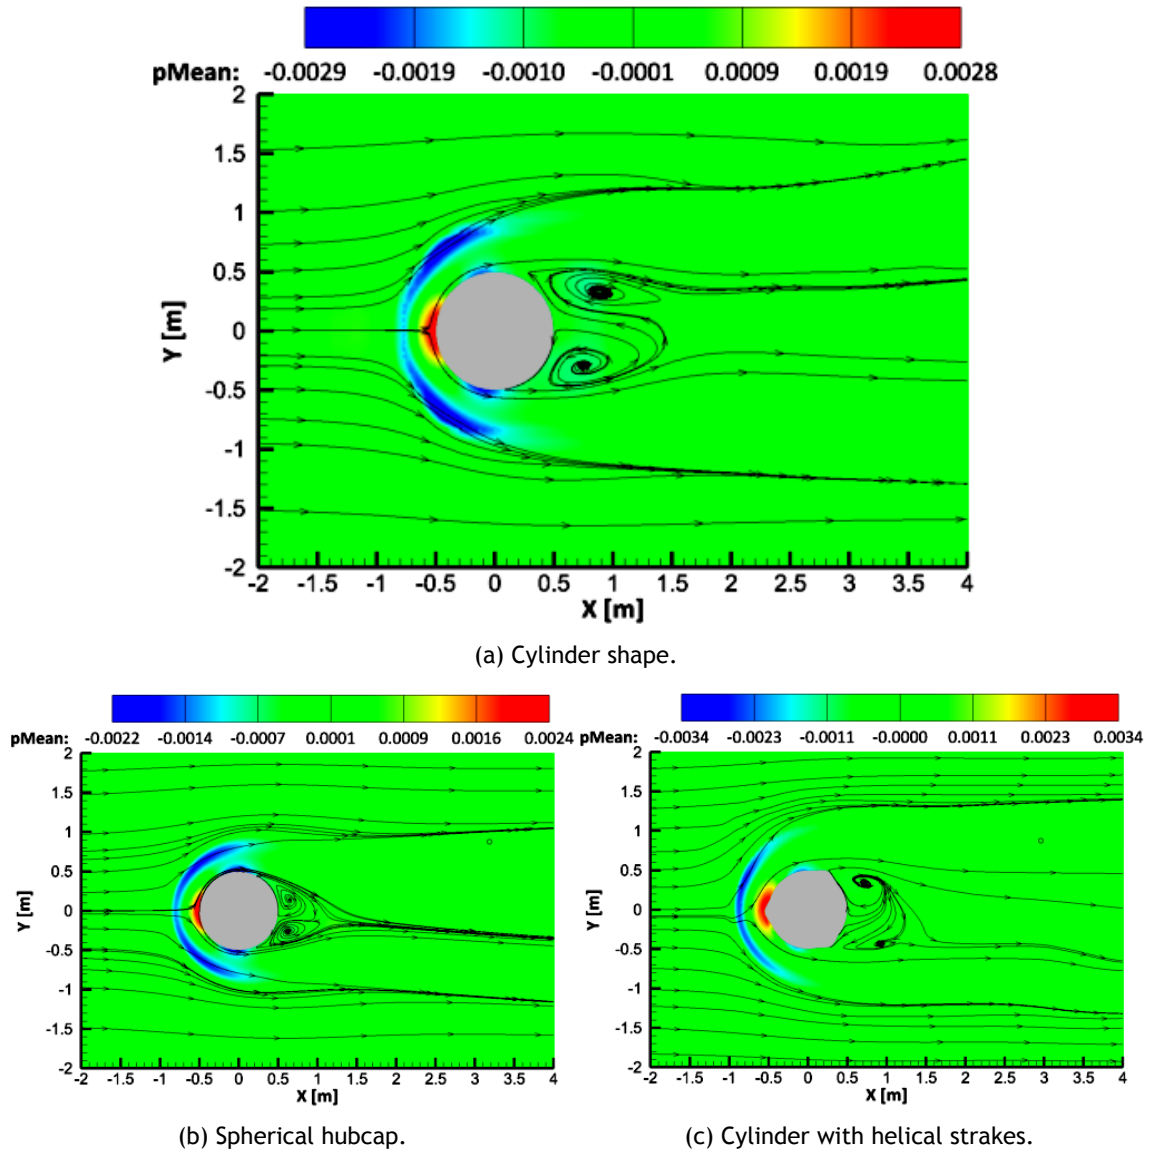 pMean: -0.0029 -0.0019 -0.0010 -0.0001 0.0009 0.0019 0.0028
2
1.5
1
0.5
0
-0.5
-1
-1.5
-2
Y [m]
-2 -1.5 -1 -0.5 0 0.5 1 1.5 2 2.5 3 3.5 4
X [m]
(a) Cylinder shape.
pMean: -0.0022 -0.0014 -0.0007 0.0001 0.0009 0.0016 0.0024
2
1.5
1
0.5
0
-0.5
-1
-1.5
-2
Y [m]
-2 -1.5 -1 -0.5 0 0.5 1 1.5 2 2.5 3 3.5 4
X [m]
(b) Spherical hubcap.
pMean: -0.0034 -0.0023 -0.0011 -0.0000 0.0011 0.0023 0.0034
2
1.5
1
0.5
0
-0.5
-1
-1.5
-2
Y [m]
-2 -1.5 -1 -0.5 0 0.5 1 1.5 2 2.5 3 3.5 4
X [m]
(c) Cylinder with helical strakes.